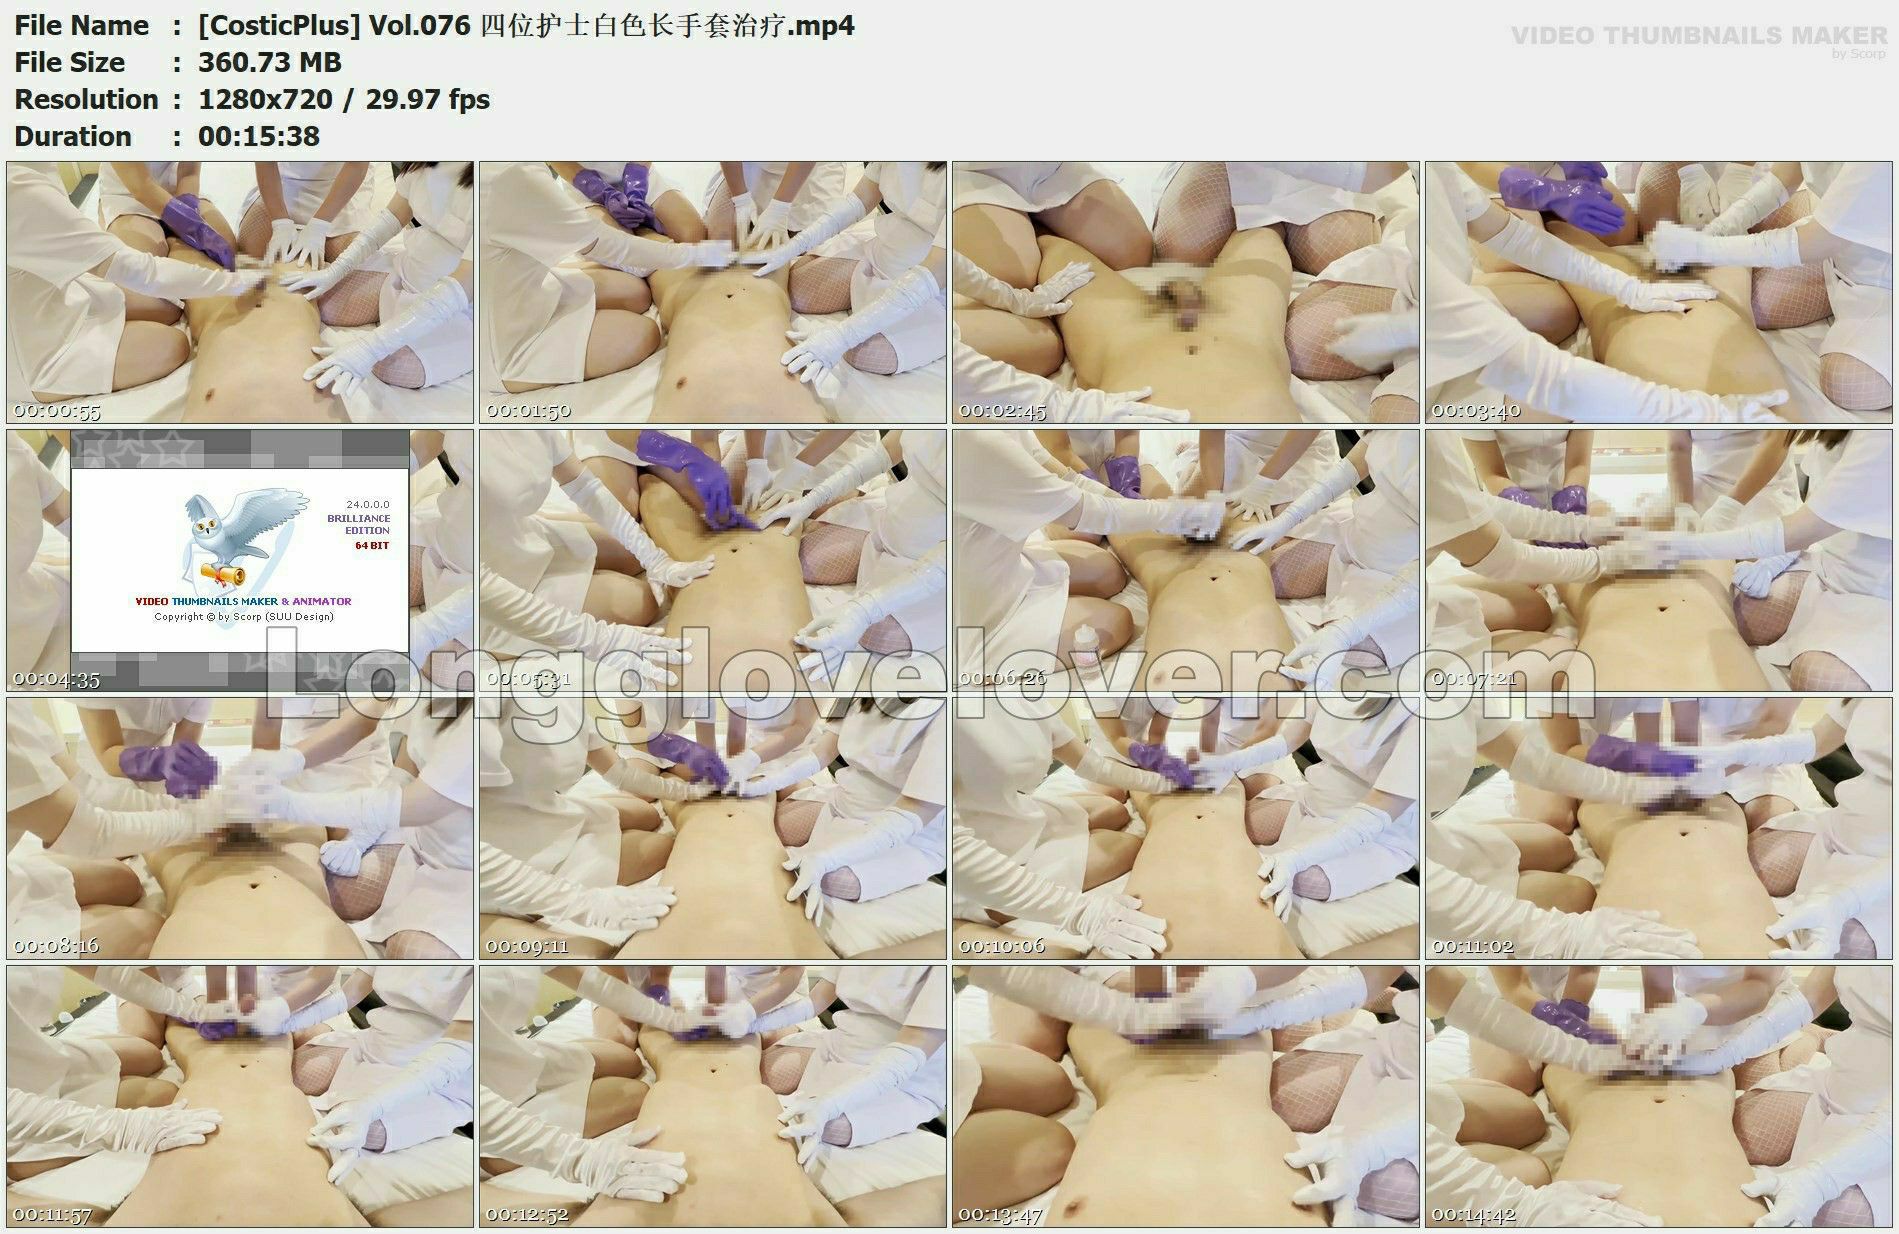 File Name : [CosticPlus] Vol.076 四位护士白色长手套治疗.mp4
File Size : 360.73 MB
Resolution : 1280x720 / 29.97 fps
Duration : 00:15:38
VIDEO THUMBNAILS MAKER
by Scorp
00:00:55
00:01:50
00:02:45
00:03:40
24.0.0.0
BRILLIANCE
EDITION
64 BIT
VIDEO THUMBNAILS MAKER & ANIMATOR
Copyright © by Scorp (SUU Design)
00:04:35
00:05:31
00:06:26
00:07:21
Longglovelover.com
00:08:16
00:09:11
00:10:06
00:11:02
00:11:57
00:12:52
00:13:47
00:14:42